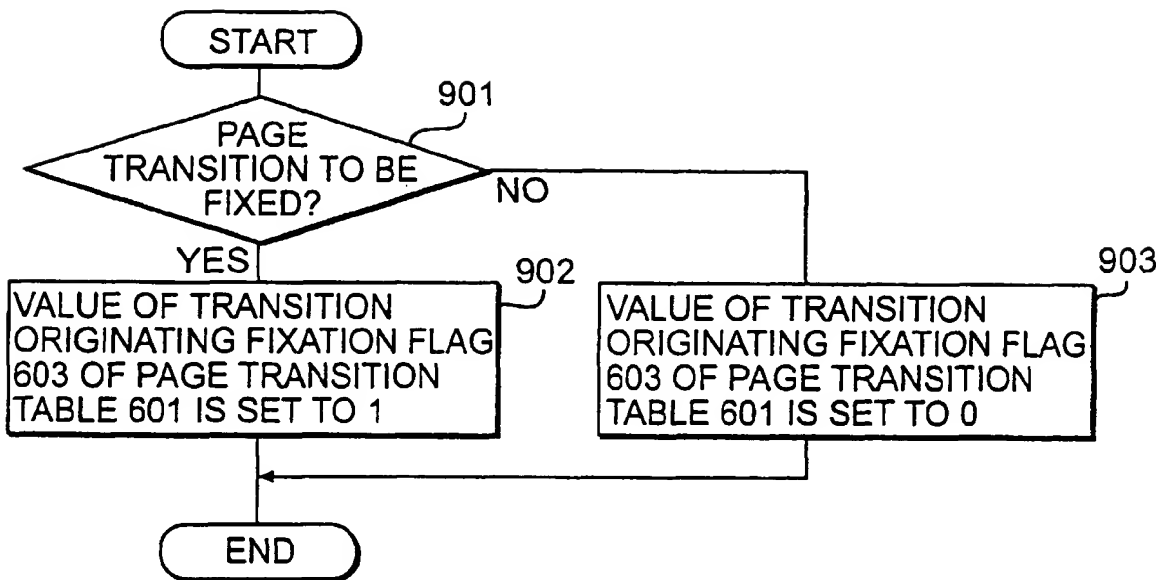 START
901
PAGE
TRANSITION TO BE
FIXED?
NO
YES
902
VALUE OF TRANSITION
ORIGINATING FIXATION FLAG
603 OF PAGE TRANSITION
TABLE 601 IS SET TO 1
903
VALUE OF TRANSITION
ORIGINATING FIXATION FLAG
603 OF PAGE TRANSITION
TABLE 601 IS SET TO 0
END